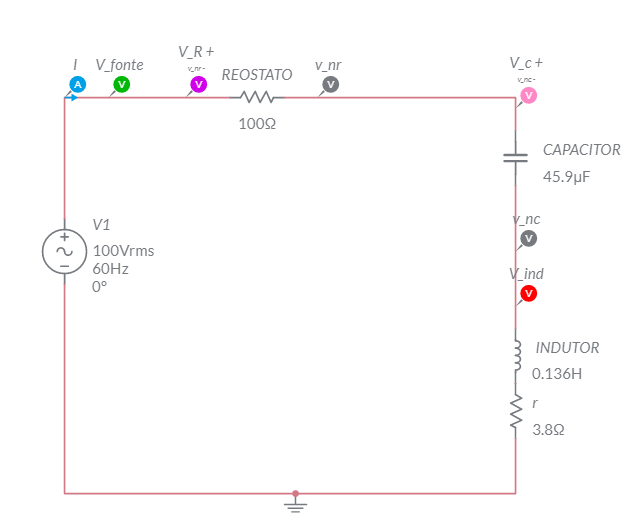 I
V_fonte
V_R +
v_nr -
REOSTATO
v_nr
V_c +
v_nc -
A
V
V
V
V
100Ω
CAPACITOR
45.9µF
V1
100Vrms
60Hz
0°
v_nc
V
V_ind
V
INDUTOR
0.136H
r
3.8Ω